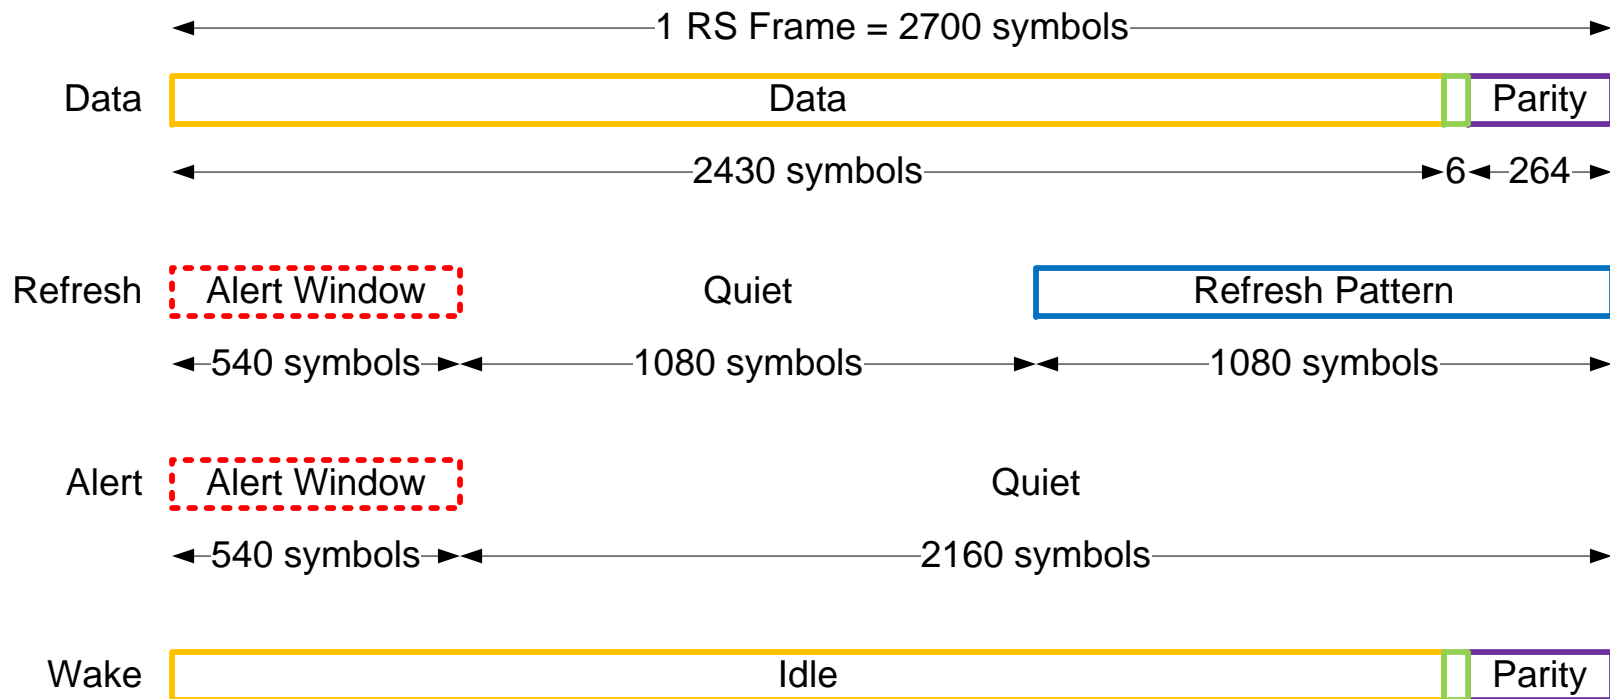 1 RS Frame = 2700 symbols
Data Data Parity
2430 symbols 6 264
Refresh Alert Window Quiet Refresh Pattern
540 symbols 1080 symbols 1080 symbols
Alert Alert Window Quiet
540 symbols 2160 symbols
Wake Idle Parity